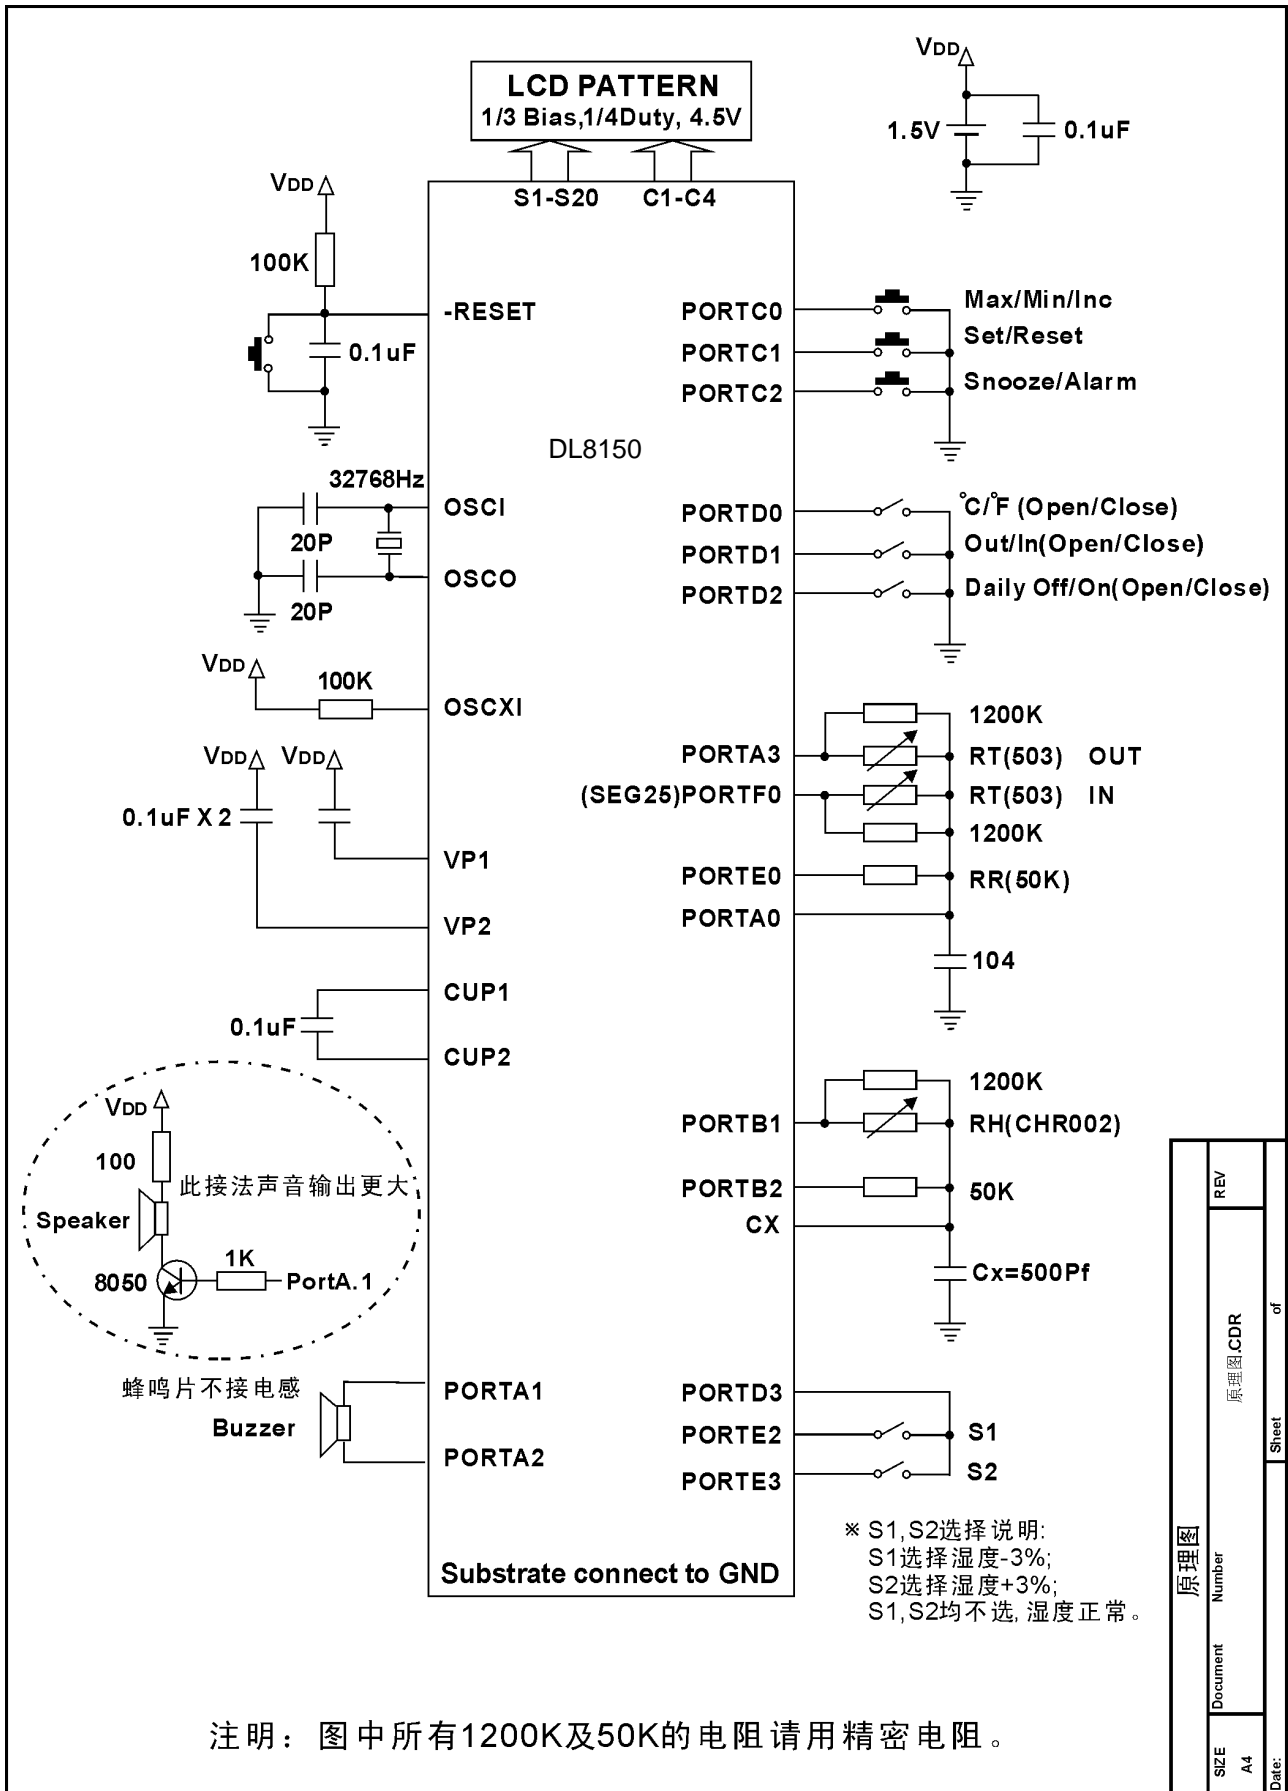 LCD PATTERN
1/3 Bias,1/4Duty, 4.5V
VDD
1.5V
0.1uF
S1-S20
C1-C4
VDD
100K
-RESET
0.1uF
PORTC0
Max/Min/Inc
PORTC1
Set/Reset
PORTC2
Snooze/Alarm
DL8150
32768Hz
OSCI
20P
OSCO
20P
PORTD0
℃/℉ (Open/Close)
PORTD1
Out/In(Open/Close)
PORTD2
Daily Off/On(Open/Close)
VDD
100K
OSCXI
VDD
VDD
0.1uF X 2
VP1
VP2
1200K
PORTA3
RT(503) OUT
(SEG25)PORTF0
RT(503) IN
1200K
PORTE0
RR(50K)
PORTA0
104
CUP1
0.1uF
CUP2
VDD
100
此接法声音输出更大
Speaker
1K
8050
PortA.1
1200K
PORTB1
RH(CHR002)
PORTB2
50K
CX
Cx=500Pf
蜂鸣片不接电感
Buzzer
PORTA1
PORTA2
PORTD3
PORTE2
S1
PORTE3
S2
※ S1,S2选择说明:
S1选择湿度-3%;
S2选择湿度+3%;
S1,S2均不选,湿度正常。
Substrate connect to GND
注明：图中所有1200K及50K的电阻请用精密电阻。
原理图
SIZE
A4
Document Number
原理图.CDR
REV
Date:
Sheet of